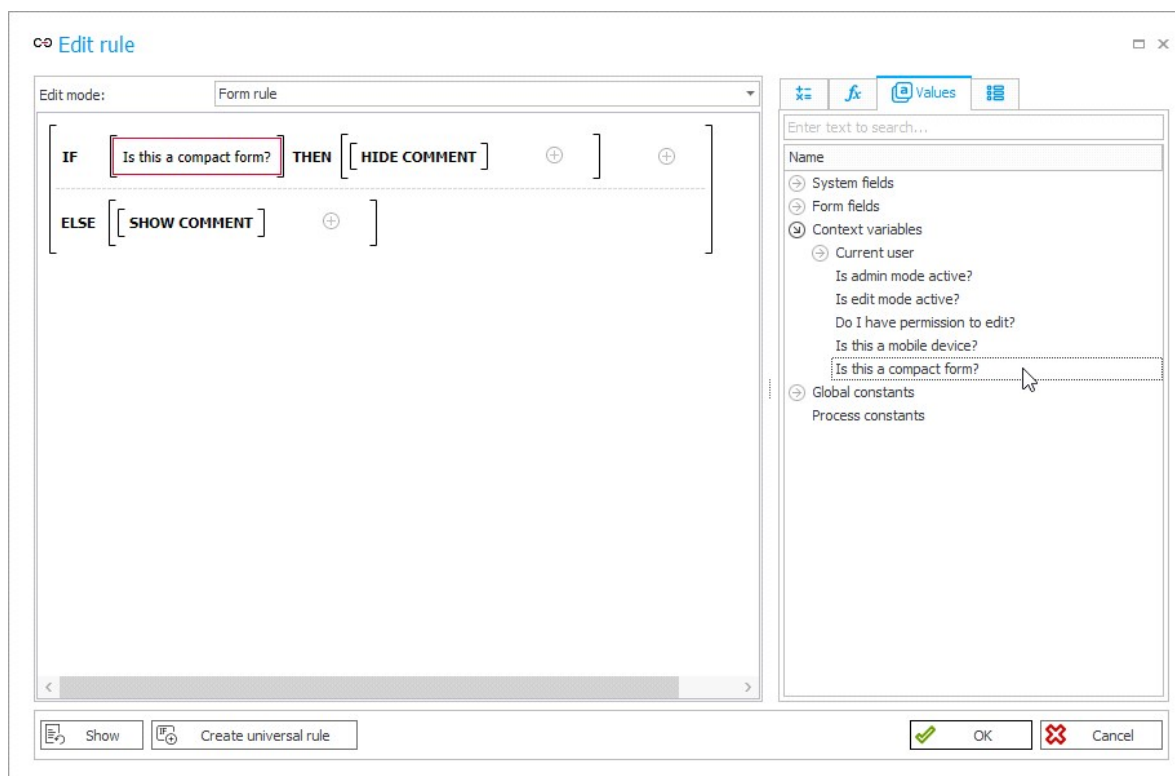 Edit rule
Edit mode:
Form rule
IF Is this a compact form? THEN HIDE COMMENT
ELSE SHOW COMMENT
fx
a Values
Enter text to search...
Name
System fields
Form fields
Context variables
Current user
Is admin mode active?
Is edit mode active?
Do I have permission to edit?
Is this a mobile device?
Is this a compact form?
Global constants
Process constants
Show
IF Create universal rule
OK
Cancel